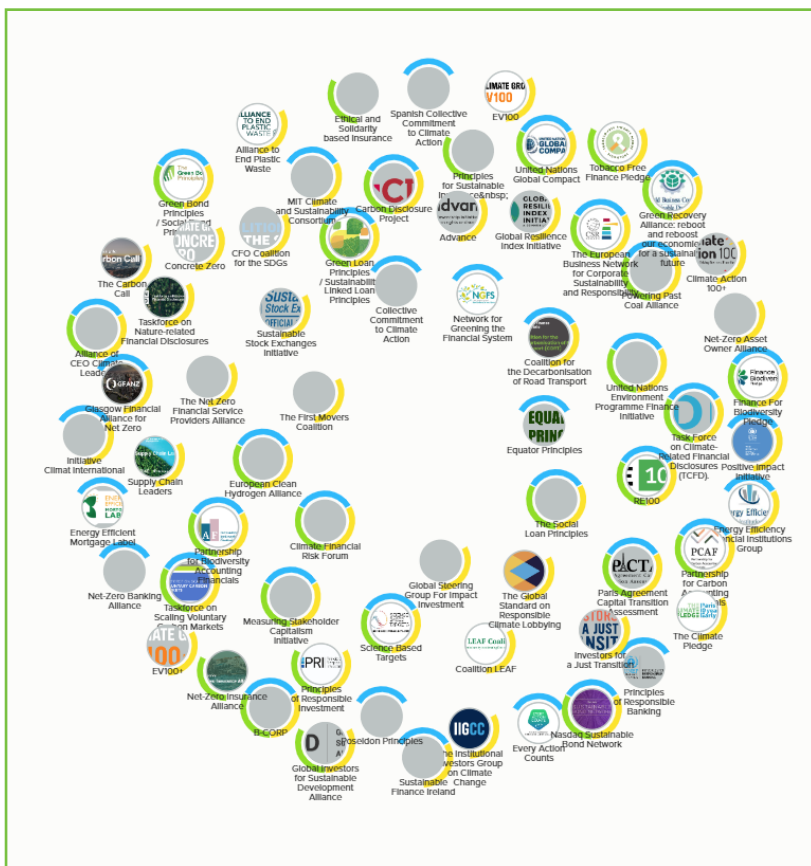 Ethical and
Solidarity
based Insurance
Spanish Collective
Commitment
to Climate
Action
EV100
Alliance to
End Plastic
Waste
Principles
for Sustainable
United Nations
Global Compact
Tobacco Free
Finance Pledge
Green Bond
Principles
MIT Climate
and Sustainability
Consortium
Carbon Disclosure
Project
Advance
Global Resilience
Index Initiative
Green Recovery
Alliance: reboot
and reboost
our economies
for a sustainable
future
Concrete Zero
CFO Coalition
for the SDGs
Green Loan
Principles
/ Sustainability
Linked Loan
Principles
The European
Business Network
for Corporate
Sustainability
and Responsibility
Climate Action
100+
The Carbon
Call
Powering Past
Coal Alliance
Taskforce on
Nature-related
Financial Disclosures
Sustainable
Stock Exchanges
Initiative
Collective
Commitment
to Climate
Action
NGFS
Network for
Greening the
Financial System
Net-Zero Asset
Owner Alliance
Alliance of
CEO Climate
Leaders
Coalition for
the Decarbonisation
of Road Transport
United Nations
Environment
Programme Finance
Initiative
GFANZ
Glasgow Financial
Alliance for
Net Zero
The Net Zero
Financial Service
Providers Alliance
The First Movers
Coalition
Finance For
Biodiversity
Pledge
Equator Principles
Task Force
on Climate-
Related Financial
Disclosures
(TCFD).
Initiative
Climat International
Supply Chain
Leaders
European Clean
Hydrogen Alliance
RE100
Positive Impact
Initiative
Energy Efficient
Mortgage Label
Partnership
for Biodiversity
Accounting
Financials
Climate Financial
Risk Forum
The Social
Loan Principles
Energy Efficiency
Financial Institutions
Group
Net-Zero Banking
Alliance
Taskforce on
Scaling Voluntary
Carbon Markets
Measuring Stakeholder
Capitalism
Initiative
Global Steering
Group For Impact
Investment
The Global
Standard on
Responsible
Climate Lobbying
PACTA
Paris Agreement
Capital Transition
Assessment
PCAF
Partnership
for Carbon
Accounting
EV100+
Science Based
Targets
LEAF Coali
Coalition LEAF
Investors for
a Just Transition
The Climate
Pledge
Net-Zero Insurance
Alliance
PRI
Principles
of Responsible
Investment
Principles
of Responsible
Banking
B-CORP
Poseidon Principles
IIGCC
The Institutional
Investors Group
on Climate
Change
Every Action
Counts
Nasdaq Sustainable
Bond Network
Global Investors
for Sustainable
Development
Alliance
Sustainable
Finance Ireland